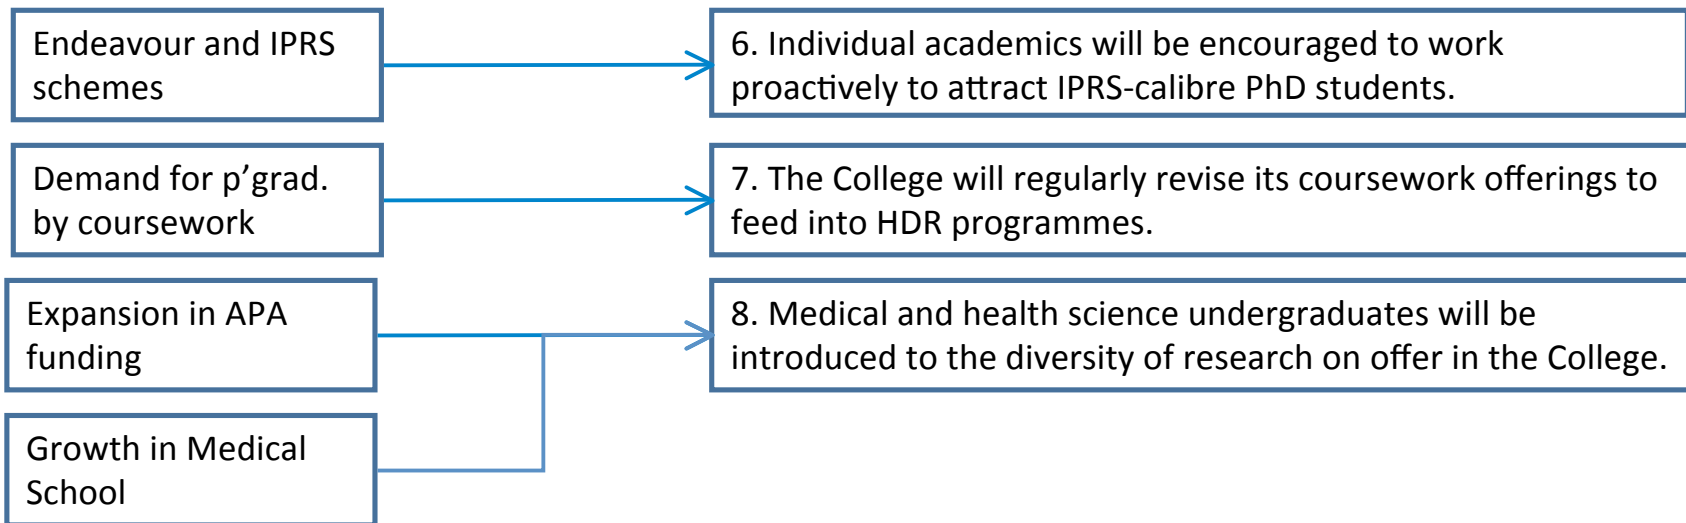 Endeavour and IPRS
schemes
6. Individual academics will be encouraged to work
proactively to attract IPRS-calibre PhD students.
Demand for p’grad.
by coursework
7. The College will regularly revise its coursework offerings to
feed into HDR programmes.
Expansion in APA
funding
8. Medical and health science undergraduates will be
introduced to the diversity of research on offer in the College.
Growth in Medical
School